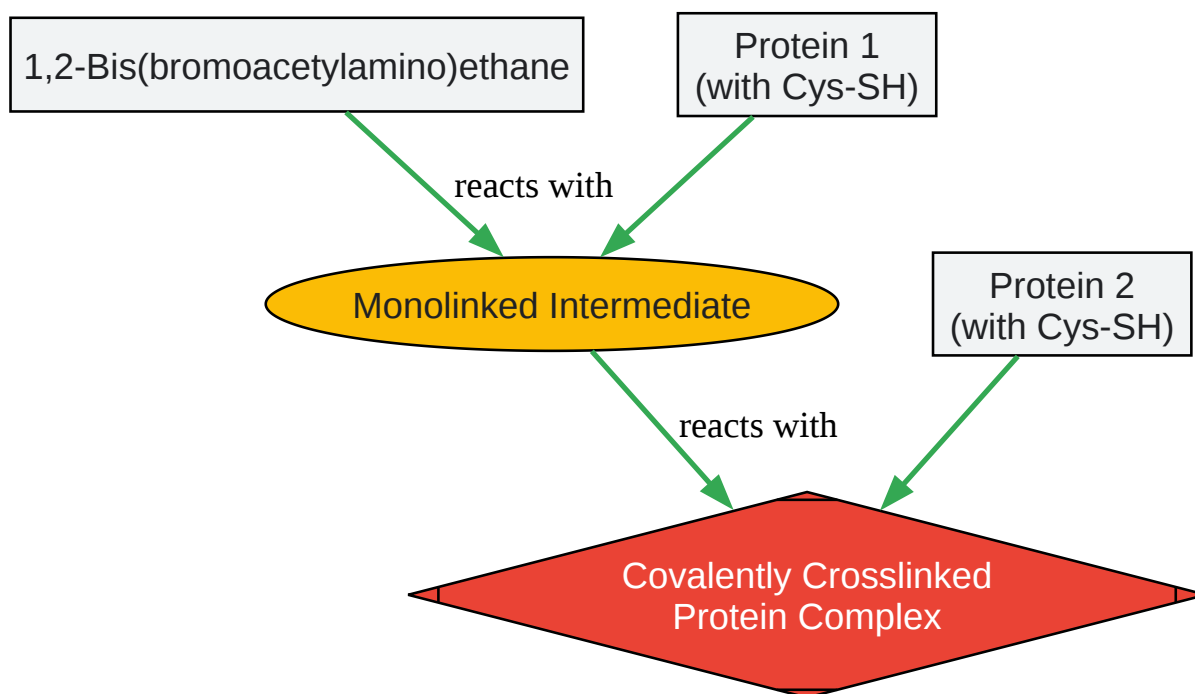 1,2-Bis(bromoacetylamino)ethane
Protein 1
(with Cys-SH)
reacts with
Monolinked Intermediate
Protein 2
(with Cys-SH)
reacts with
Covalently Crosslinked
Protein Complex